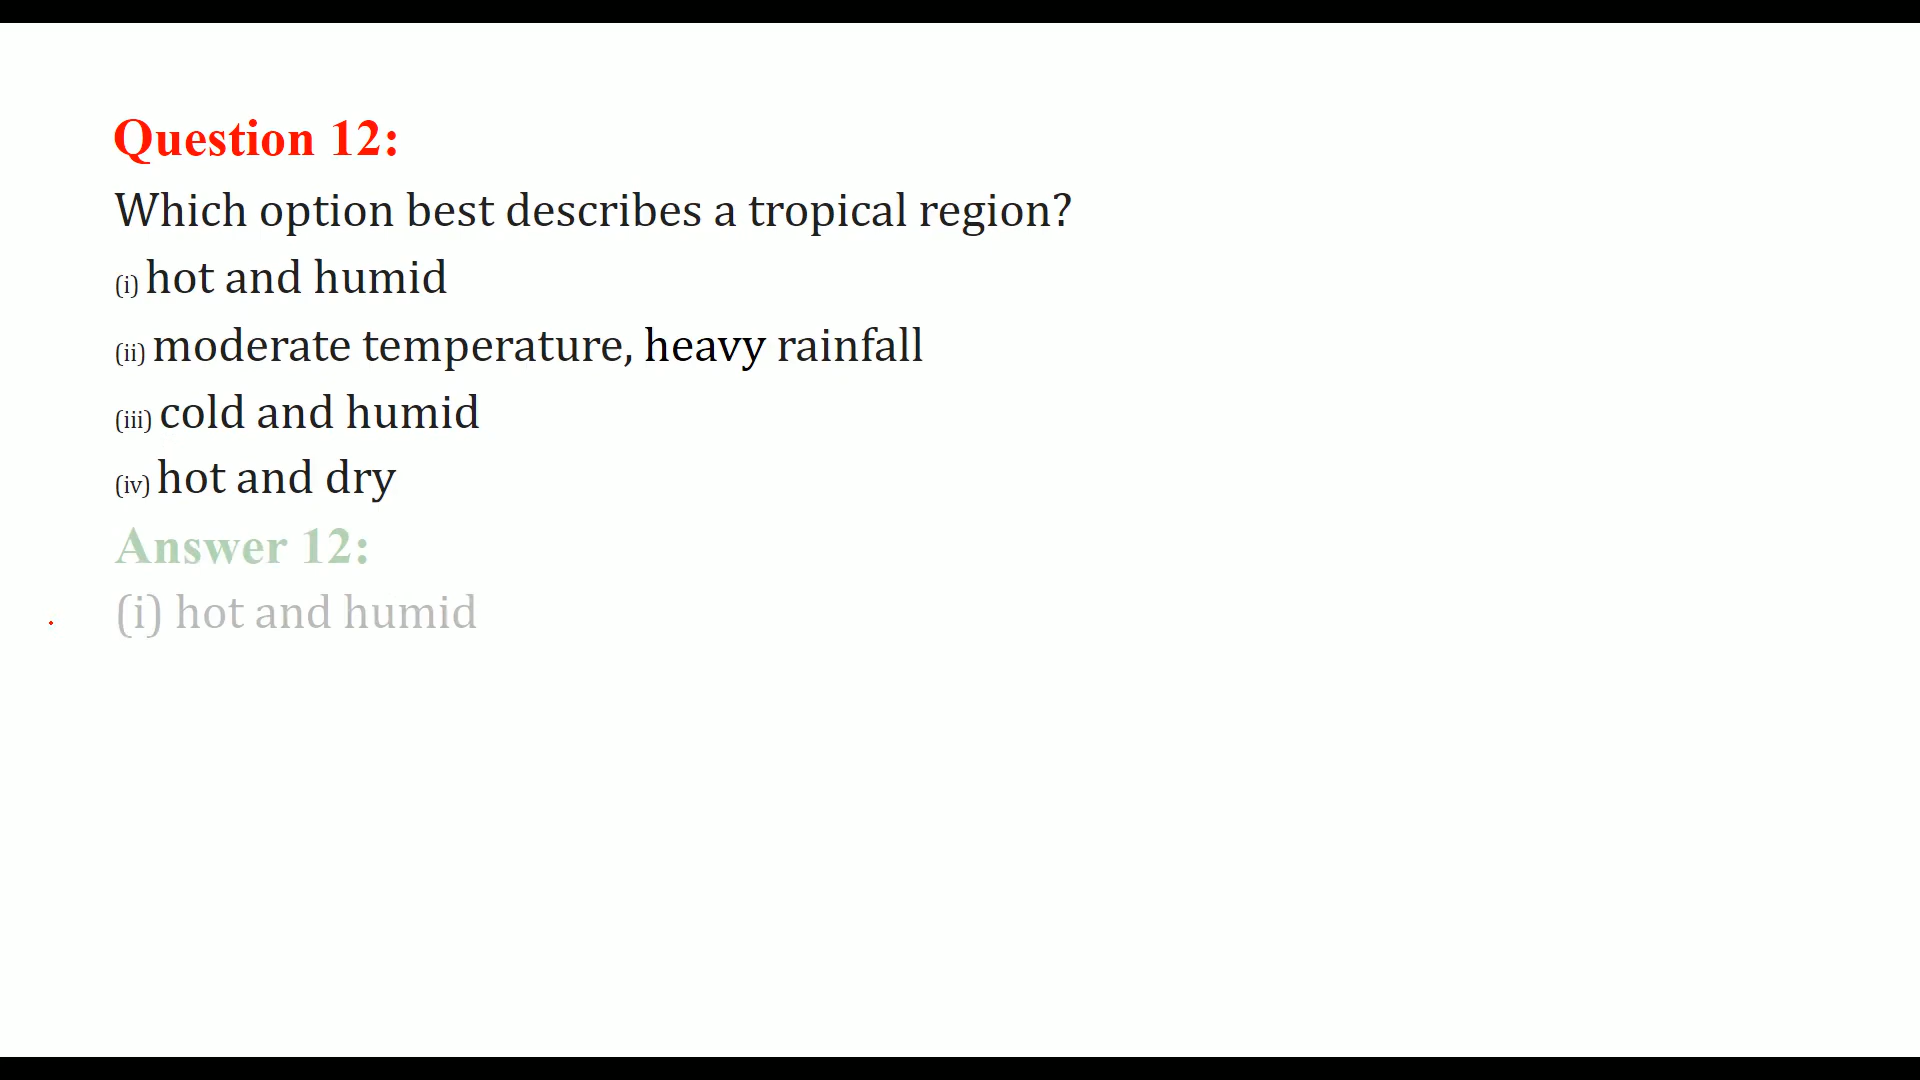 Question 12:
Which option best describes a tropical region?
(i) hot and humid
(ii) moderate temperature, heavy rainfall
(iii) cold and humid
(iv) hot and dry
Answer 12:
(i) hot and humid